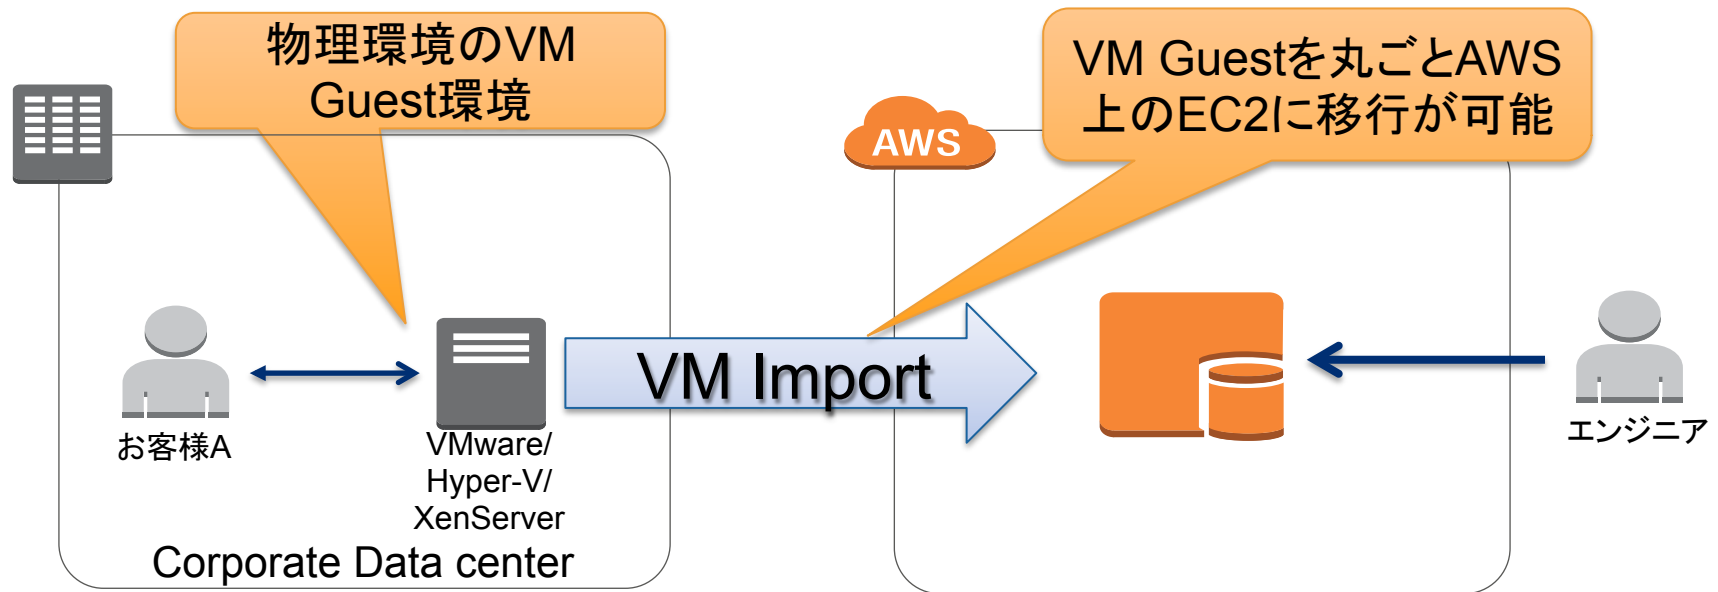 物理環境のVM
Guest環境
VM Guestを丸ごとAWS
上のEC2に移行が可能
AWS
VM Import
お客様A
VMware/
Hyper-V/
XenServer
エンジニア
Corporate Data center